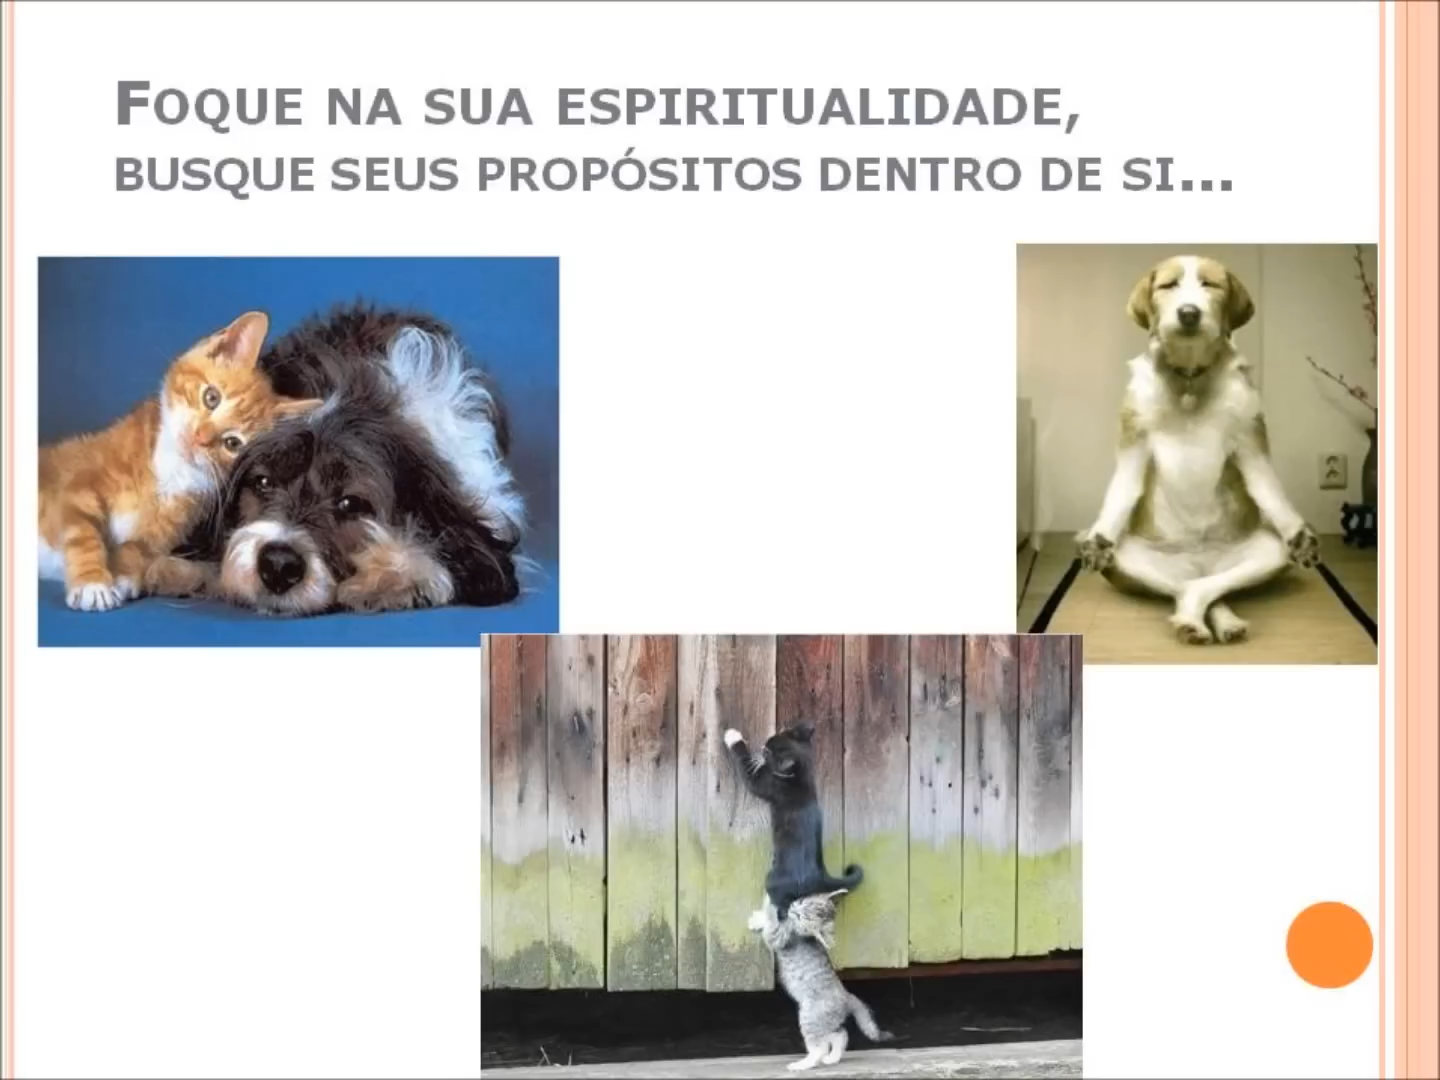 FOQUE NA SUA ESPIRITUALIDADE,
BUSQUE SEUS PROPÓSITOS DENTRO DE SI...